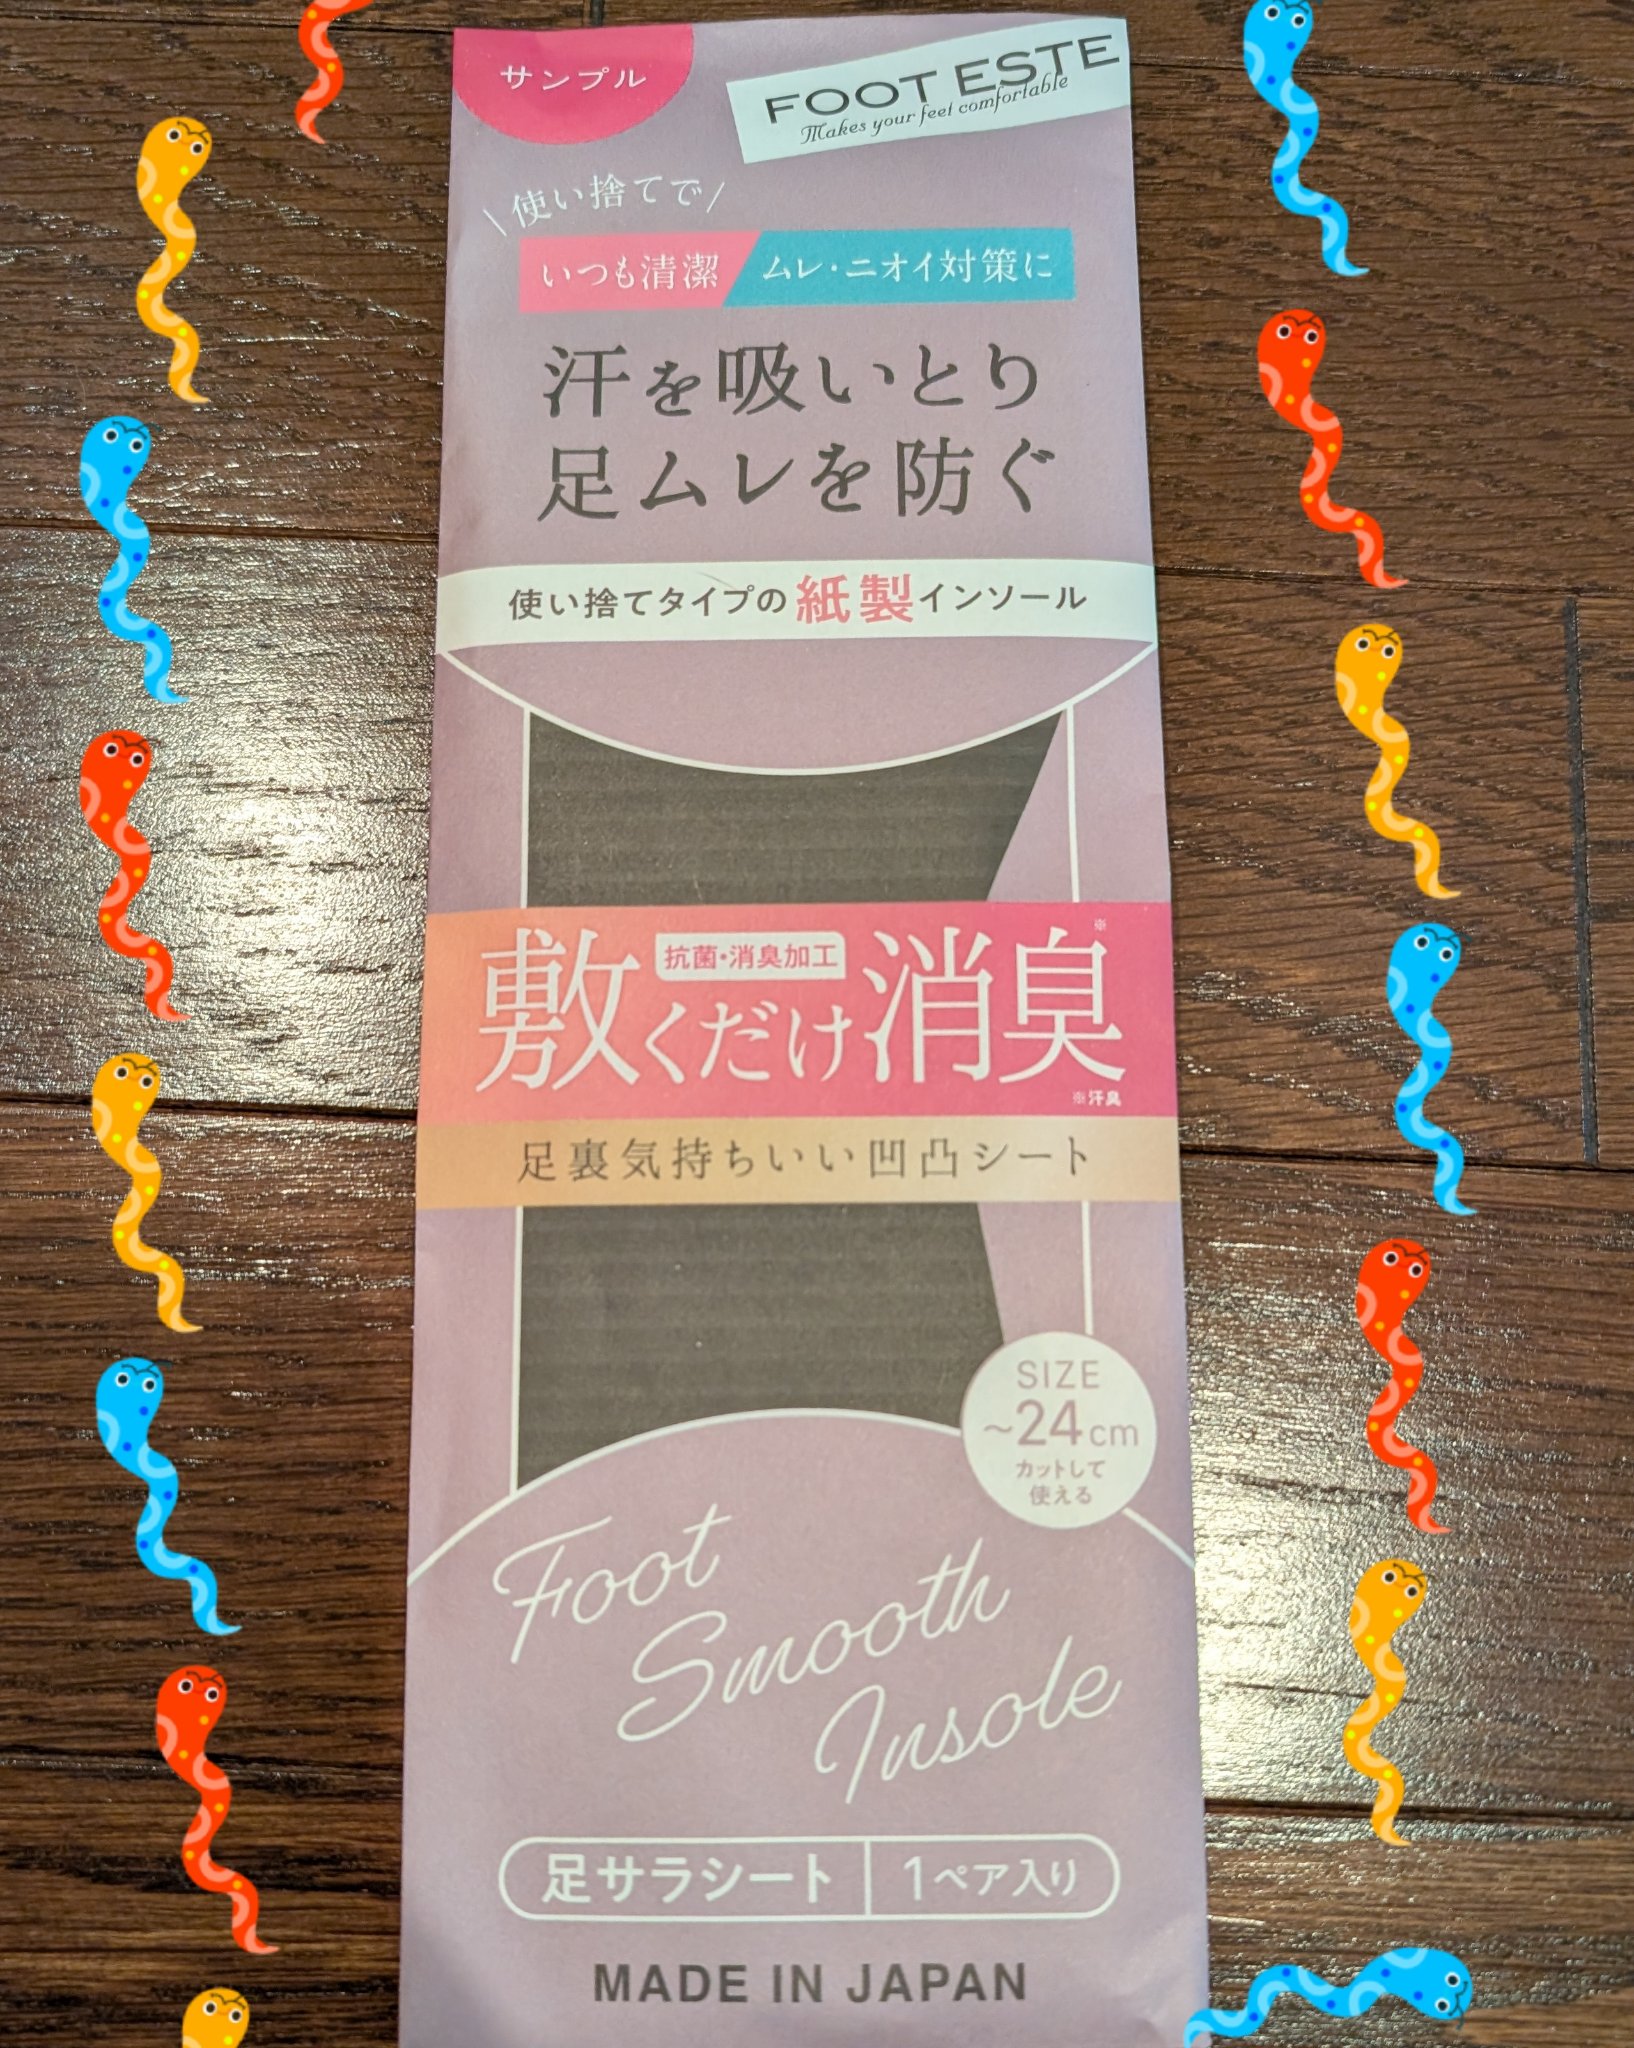 サンプル
FOOT ESTE
Makes your feet comfortable
\使い捨てで/
いつも清潔 ムレ・ニオイ対策に
汗を吸いとり
足ムレを防ぐ
使い捨てタイプの紙製インソール
抗菌・消臭加工
敷くだけ消臭※
※汗臭
足裏気持ちいい凹凸シート
SIZE
~24cm
カットして
使える
Foot
Smooth
Insole
足サラシート 1ペア入り
MADE IN JAPAN